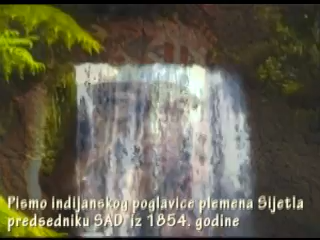 Pismo indijanskog poglavice plemena Sijetla
predsedniku SAD iz 1854. godine